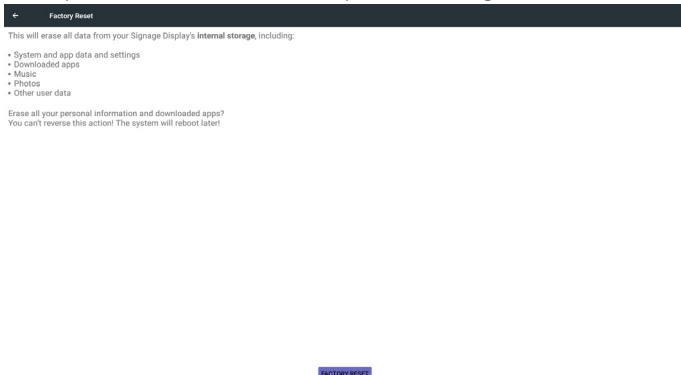 ← Factory Reset
This will erase all data from your Signage Display's internal storage, including:
• System and app data and settings
• Downloaded apps
• Music
• Photos
• Other user data
Erase all your personal information and downloaded apps?
You can't reverse this action! The system will reboot later!
FACTORY RESET